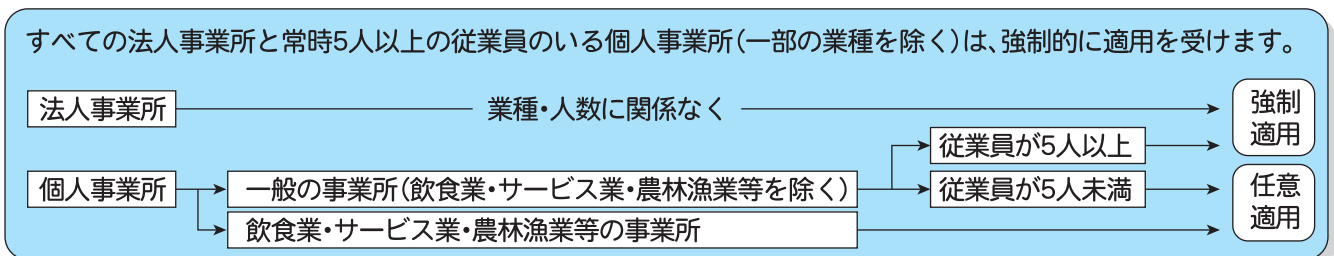 すべての法人事業所と常時5人以上の従業員のいる個人事業所(一部の業種を除く)は、強制的に適用を受けます。
法人事業所
業種・人数に関係なく
強制
適用
従業員が5人以上
個人事業所
一般の事業所(飲食業・サービス業・農林漁業等を除く)
従業員が5人未満
任意
適用
飲食業・サービス業・農林漁業等の事業所